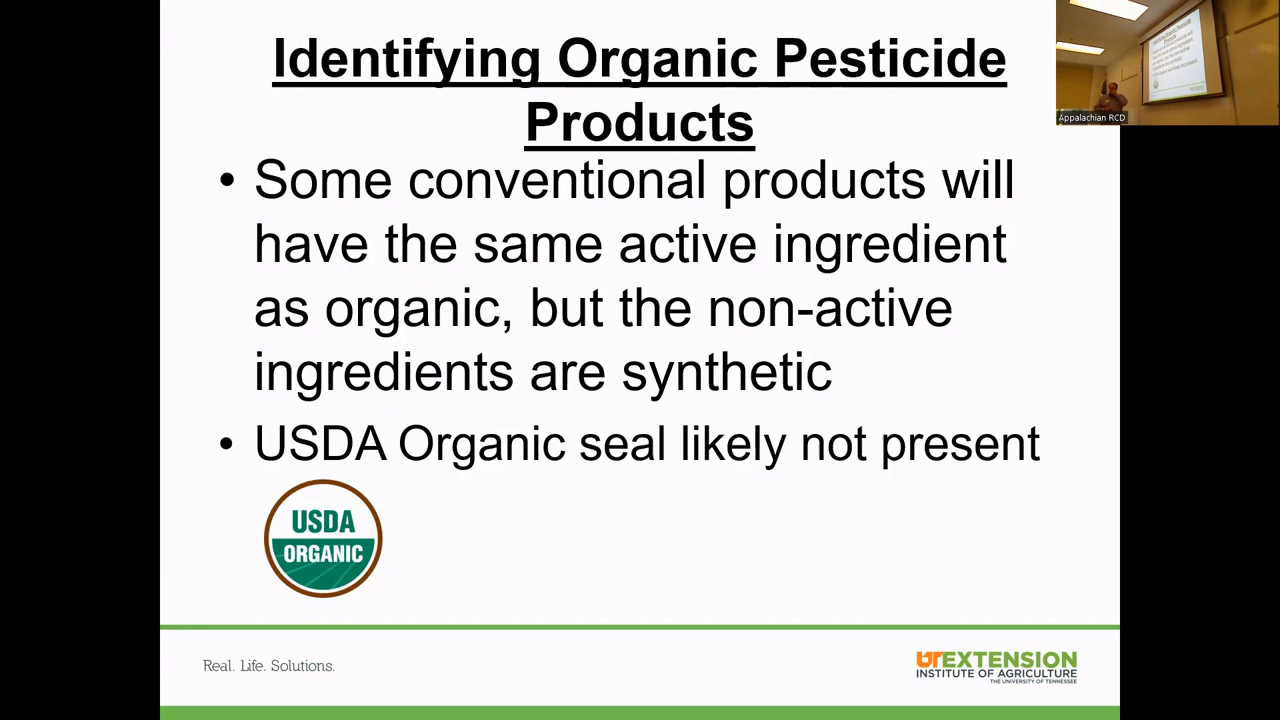 Identifying Organic Pesticide
Products
• Some conventional products will
have the same active ingredient
as organic, but the non-active
ingredients are synthetic
• USDA Organic seal likely not present
USDA
ORGANIC
Real. Life. Solutions.
UTEXTENSION
INSTITUTE OF AGRICULTURE
THE UNIVERSITY OF TENNESSEE
Appalachian RCD